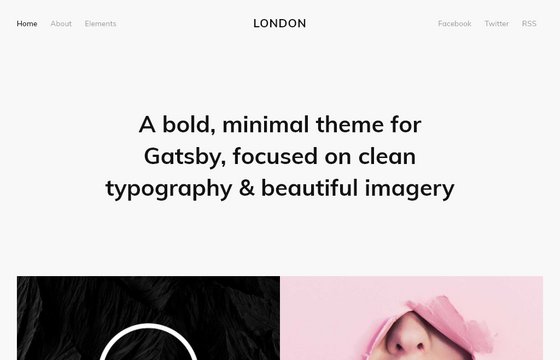 Home About Elements LONDON Facebook Twitter RSS
A bold, minimal theme for
Gatsby, focused on clean
typography & beautiful imagery